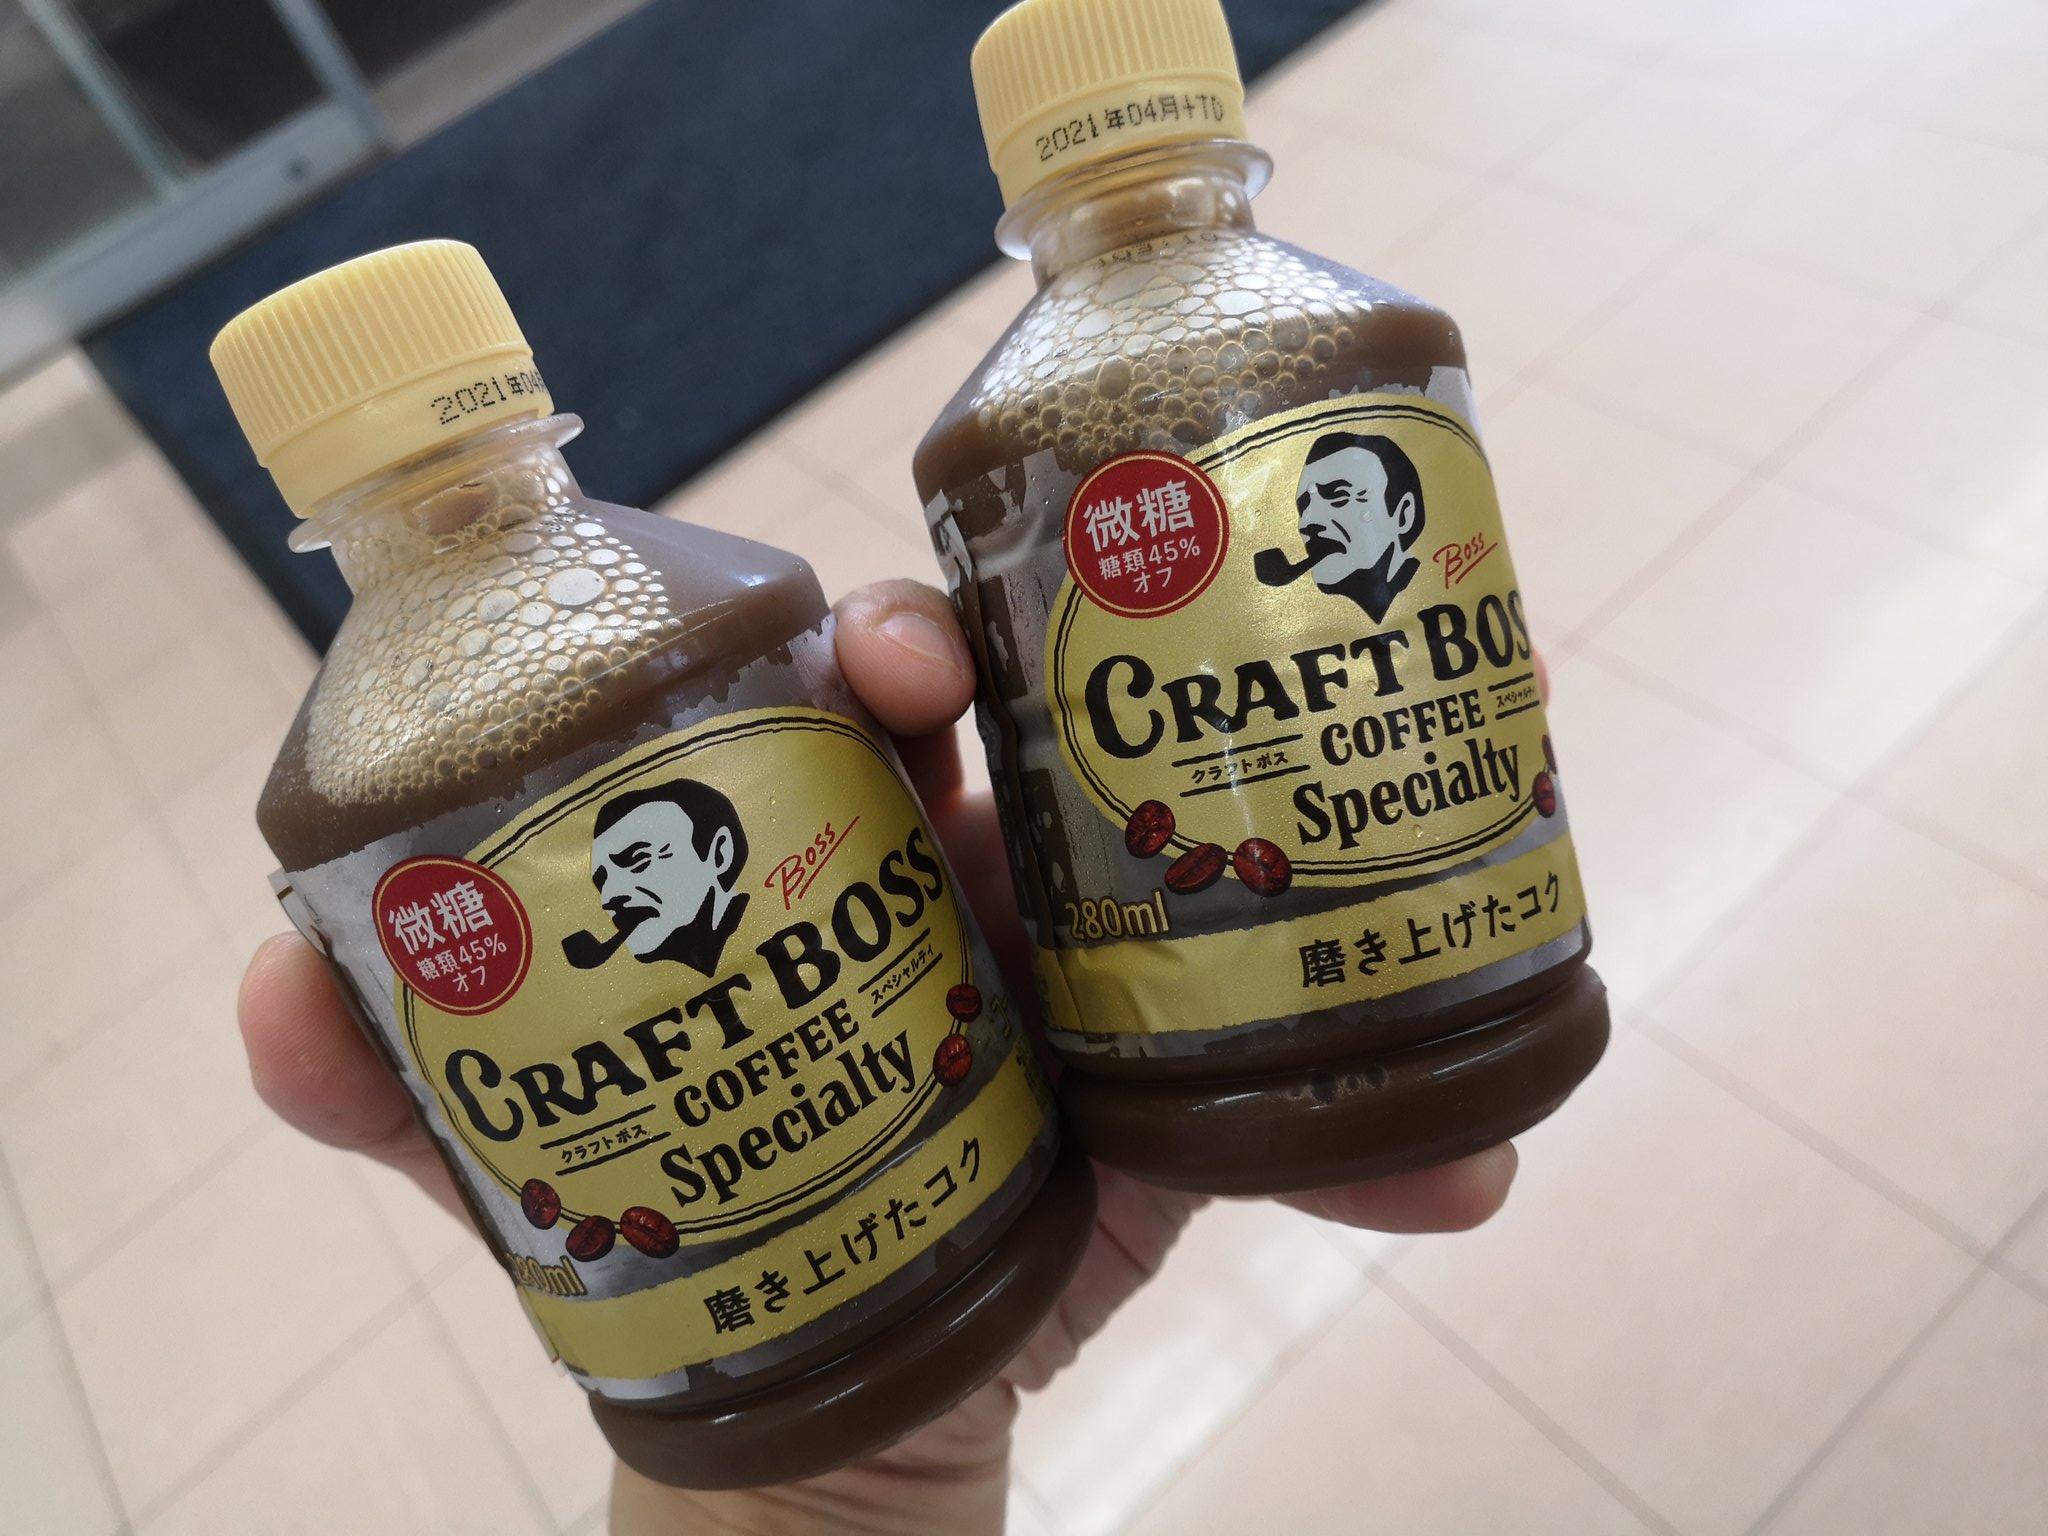 2021年04月
微糖
糖類45%
オフ
Boss
CRAFT BOSS
COFFEE
スペシャルティ
クラフトボス
Specialty
280ml
磨き上げたコク
2021年04月+TD
微糖
糖類45%
オフ
Boss
CRAFT BOS
COFFEE
スペシャルティ
クラフトボス
Specialty
280ml
磨き上げたコク